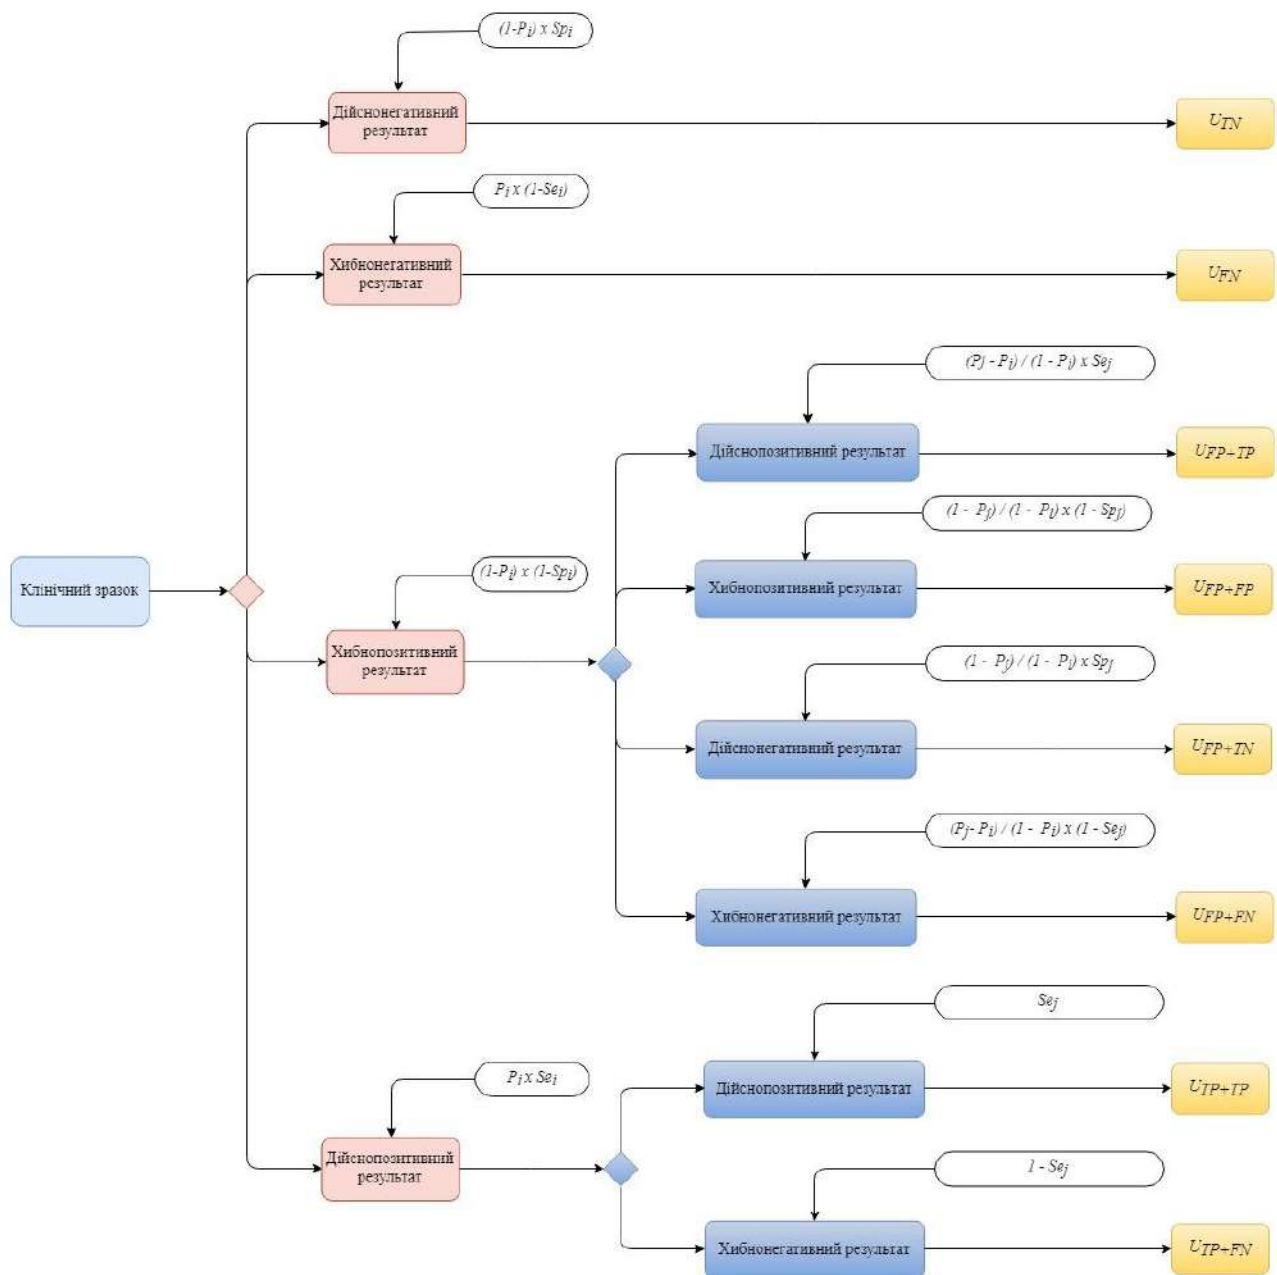 (1-Pi) x Spi
Дійснонегативний
результат
UTN
Pi x (1-Sei)
Хибнонегативний
результат
UFN
(Pj - Pi) / (1 - Pi) x Sej
Дійснопозитивний результат
UFP+TP
(1 - Pj) / (1 - Pi) x (1 - Spj)
Клінічний зразок
(1-Pi) x (1-Spi)
Хибнопозитивний результат
UFP+FP
Хибнопозитивний
результат
(1 - Pj) / (1 - Pi) x Spj
Дійснонегативний результат
UFP+TN
(Pj- Pi) / (1 - Pi) x (1 - Sej)
Хибнонегативний результат
UFP+FN
Sej
Pi x Sei
Дійснопозитивний результат
UTP+TP
Дійснопозитивний
результат
1 - Sej
Хибнонегативний результат
UTP+FN